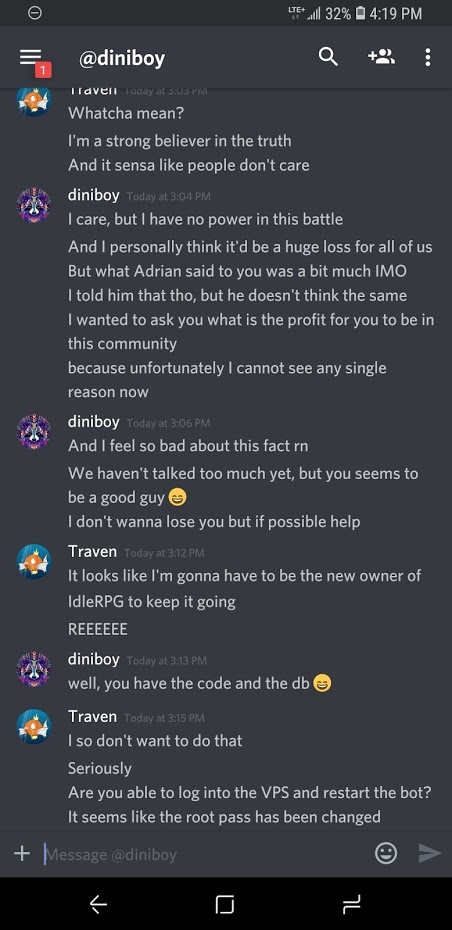 LTE+ 32% 4:19 PM
@diniboy
1
Traven Today at 3:03 PM
Whatcha mean?
I'm a strong believer in the truth
And it sensa like people don't care
diniboy Today at 3:04 PM
I care, but I have no power in this battle
And I personally think it'd be a huge loss for all of us
But what Adrian said to you was a bit much IMO
I told him that tho, but he doesn't think the same
I wanted to ask you what is the profit for you to be in
this community
because unfortunately I cannot see any single
reason now
diniboy Today at 3:06 PM
And I feel so bad about this fact rn
We haven't talked too much yet, but you seems to
be a good guy 😄
I don't wanna lose you but if possible help
Traven Today at 3:12 PM
It looks like I'm gonna have to be the new owner of
IdleRPG to keep it going
REEEEEE
diniboy Today at 3:13 PM
well, you have the code and the db 😄
Traven Today at 3:15 PM
I so don't want to do that
Seriously
Are you able to log into the VPS and restart the bot?
It seems like the root pass has been changed
Message @diniboy